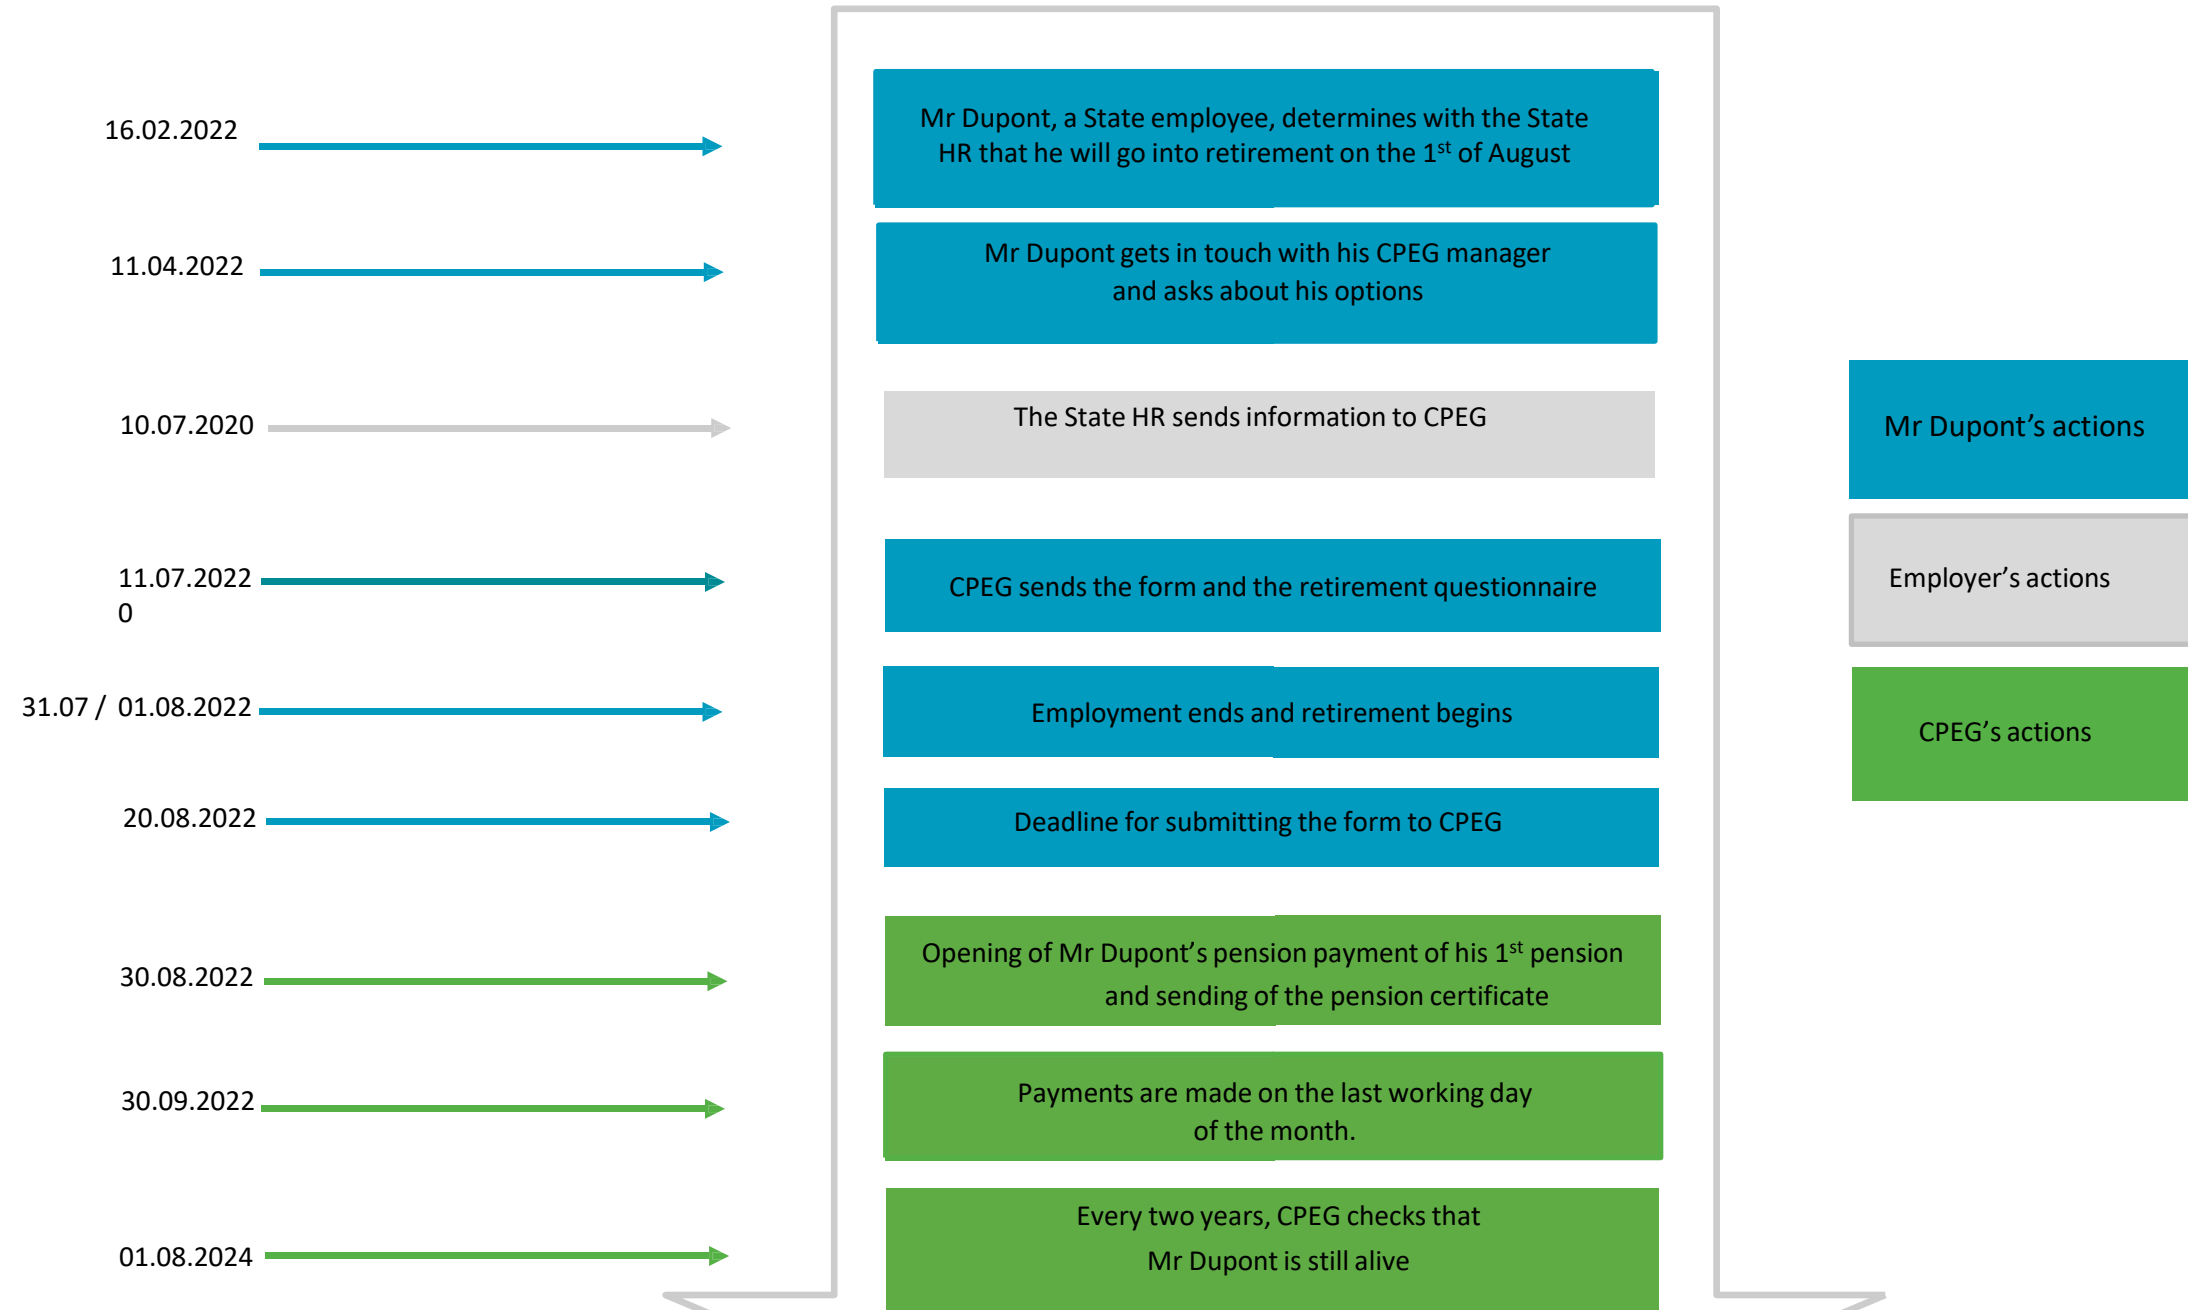 16.02.2022
Mr Dupont, a State employee, determines with the State
HR that he will go into retirement on the 1st of August
11.04.2022
Mr Dupont gets in touch with his CPEG manager
and asks about his options
10.07.2020
The State HR sends information to CPEG
Mr Dupont’s actions
11.07.2022
0
CPEG sends the form and the retirement questionnaire
Employer’s actions
31.07 / 01.08.2022
Employment ends and retirement begins
CPEG’s actions
20.08.2022
Deadline for submitting the form to CPEG
30.08.2022
Opening of Mr Dupont’s pension payment of his 1st pension
and sending of the pension certificate
30.09.2022
Payments are made on the last working day
of the month.
01.08.2024
Every two years, CPEG checks that
Mr Dupont is still alive